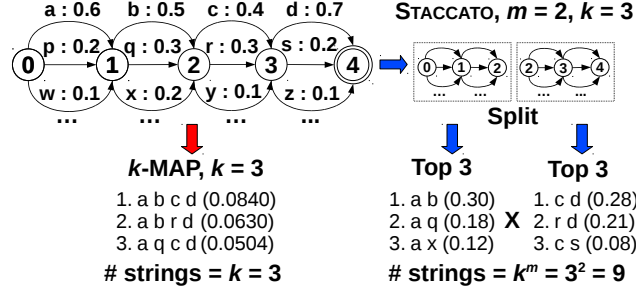 a : 0.6 b : 0.5 c : 0.4 d : 0.7
p : 0.2 q : 0.3 r : 0.3 s : 0.2
0 1 2 3 4
w : 0.1 x : 0.2 y : 0.1 z : 0.1
... ... ... ...
k-MAP, k = 3
1. a b c d (0.0840)
2. a b r d (0.0630)
3. a q c d (0.0504)
# strings = k = 3
STACCATO, m = 2, k = 3
0 1 2 2 3 4
... ... ... ...
Split
Top 3 Top 3
1. a b (0.30) 1. c d (0.28)
2. a q (0.18) X 2. r d (0.21)
3. a x (0.12) 3. c s (0.08)
# strings = k^m = 3² = 9